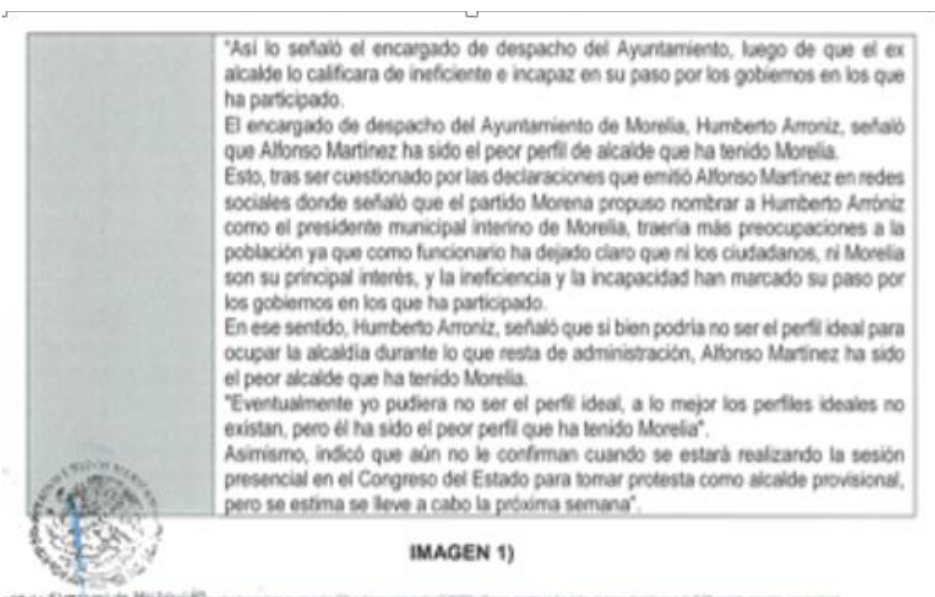 "Así lo señaló el encargado de despacho del Ayuntamiento, luego de que el ex
alcalde lo calificara de ineficiente e incapaz en su paso por los gobiernos en los que
ha participado.
El encargado de despacho del Ayuntamiento de Morelia, Humberto Arroniz, señaló
que Alfonso Martínez ha sido el peor perfil de alcalde que ha tenido Morelia.
Esto, tras ser cuestionado por las declaraciones que emitió Alfonso Martínez en redes
sociales donde señaló que el partido Morena propuso nombrar a Humberto Arróniz
como el presidente municipal interino de Morelia, traería más preocupaciones a la
población ya que como funcionario ha dejado claro que ni los ciudadanos, ni Morelia
son su principal interés, y la ineficiencia y la incapacidad han marcado su paso por
los gobiernos en los que ha participado.
En ese sentido, Humberto Arroniz, señaló que si bien podría no ser el perfil ideal para
ocupar la alcaldía durante lo que resta de administración, Alfonso Martínez ha sido
el peor alcalde que ha tenido Morelia.
"Eventualmente yo pudiera no ser el perfil ideal, a lo mejor los perfiles ideales no
existan, pero él ha sido el peor perfil que ha tenido Morelia".
Asimismo, indicó que aún no le confirman cuando se estará realizando la sesión
presencial en el Congreso del Estado para tomar protesta como alcalde provisional,
pero se estima se lleve a cabo la próxima semana".
IMAGEN 1)